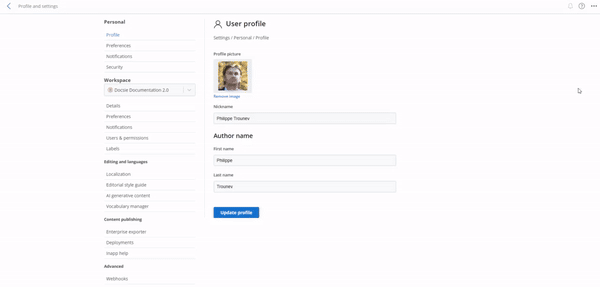 Profile and settings
Personal
Profile
Preferences
Notifications
Security
Workspace
Docsie Documentation 2.0
Details
Preferences
Notifications
Users & permissions
Labels
Editing and languages
Localization
Editorial style guide
AI generative content
Vocabulary manager
Content publishing
Enterprise exporter
Deployments
Inapp help
Advanced
Webhooks
User profile
Settings / Personal / Profile
Profile picture
Remove image
Nickname
Philippe Trounev
Author name
First name
Philippe
Last name
Trounev
Update profile